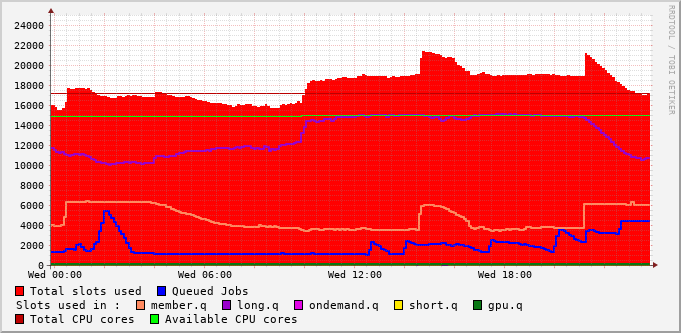 24000
22000
20000
18000
16000
14000
12000
10000
8000
6000
4000
2000
0
Wed 00:00 Wed 06:00 Wed 12:00 Wed 18:00
Total slots used Queued Jobs
Slots used in : member.q long.q ondemand.q short.q gpu.q
Total CPU cores Available CPU cores
RRDTOOL / TOBI OETIKER